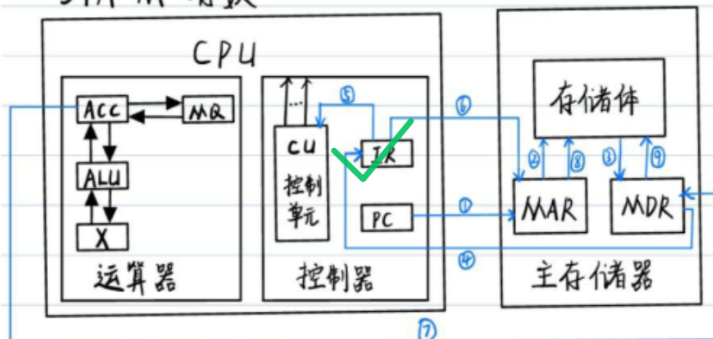 CPU
存储体
ACC
MQ
⑤
⑥
CU
控制
单元
IR
②
⑧
③
⑨
ALU
PC
①
MAR
MDR
X
④
运算器
控制器
主存储器
⑦